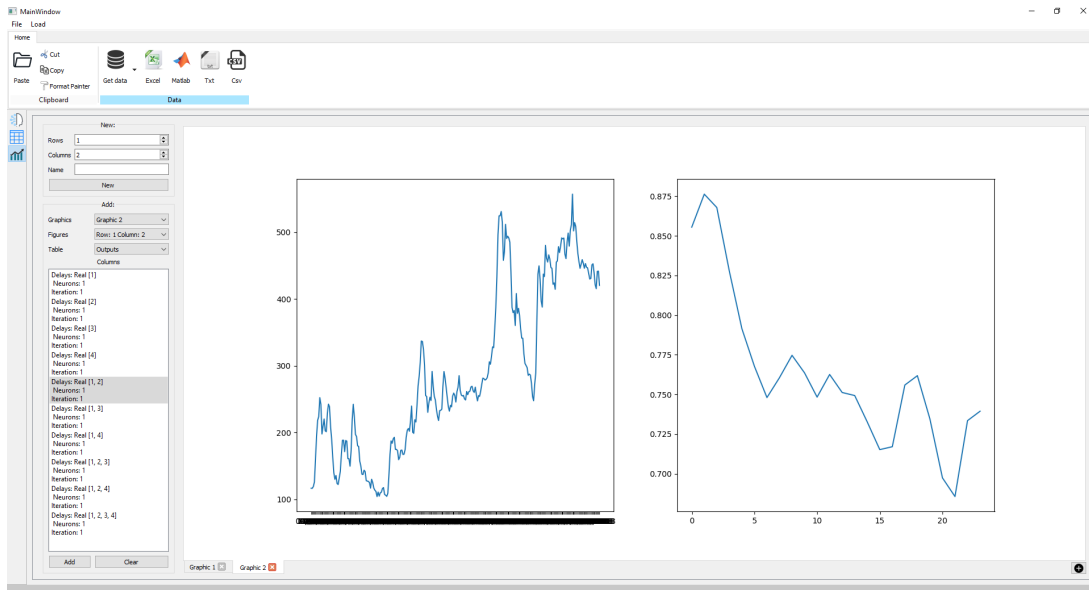 MainWindow
File Load
Home
Paste
Cut
Copy
Format Painter
Clipboard
Get data
Excel
Matlab
Txt
Csv
CSV
Data
New:
Rows 1
Columns 2
Name
New
Add:
Graphics Graphic 2
Figures Row: 1 Column: 2
Table Outputs
Columns
Delays: Real [1]
Neurons: 1
Iteration: 1
Delays: Real [2]
Neurons: 1
Iteration: 1
Delays: Real [3]
Neurons: 1
Iteration: 1
Delays: Real [4]
Neurons: 1
Iteration: 1
Delays: Real [1, 2]
Neurons: 1
Iteration: 1
Delays: Real [1, 3]
Neurons: 1
Iteration: 1
Delays: Real [1, 4]
Neurons: 1
Iteration: 1
Delays: Real [1, 2, 3]
Neurons: 1
Iteration: 1
Delays: Real [1, 2, 4]
Neurons: 1
Iteration: 1
Delays: Real [1, 2, 3, 4]
Neurons: 1
Iteration: 1
Add Clear
500
400
300
200
100
0.875
0.850
0.825
0.800
0.775
0.750
0.725
0.700
0 5 10 15 20
Graphic 1 Graphic 2